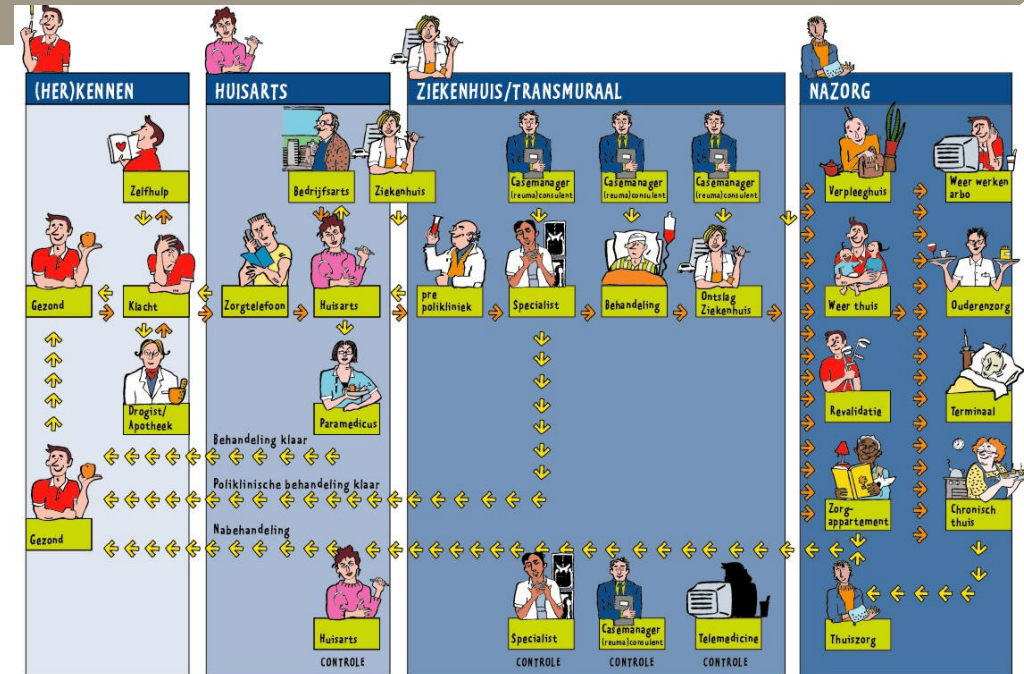 (HER)KENNEN
HUISARTS
ZIEKENHUIS/TRANSMURAAL
NAZORG
Zelfhulp
Bedrijfsarts
Ziekenhuis
Casemanager
(reuma)consulent
Casemanager
(reuma)consulent
Casemanager
(reuma)consulent
Verpleeghuis
Weer werken
arbo
Gezond
Klacht
Zorgtelefoon
Huisarts
pre
polikliniek
Specialist
Behandeling
Ontslag
Ziekenhuis
Weer thuis
Ouderenzorg
Drogist/
Apotheek
Paramedicus
Revalidatie
Terminaal
Behandeling klaar
Poliklinische behandeling klaar
Zorg-
appartement
Chronisch
thuis
Gezond
Nabehandeling
Huisarts
Specialist
Casemanager
(reuma)consulent
Telemedicine
Thuiszorg
CONTROLE
CONTROLE
CONTROLE
CONTROLE